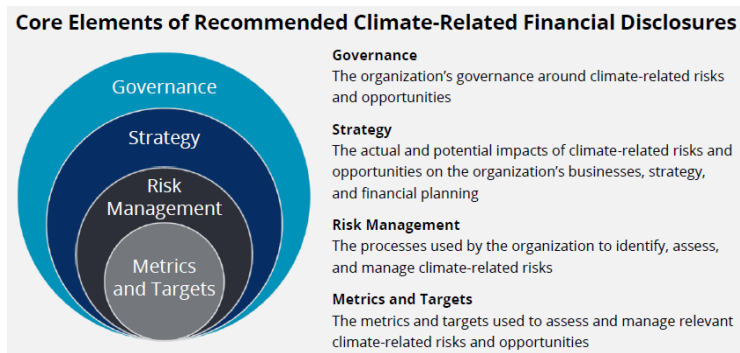 Core Elements of Recommended Climate-Related Financial Disclosures
Governance
Strategy
Risk
Management
Metrics
and Targets
Governance
The organization’s governance around climate-related risks
and opportunities
Strategy
The actual and potential impacts of climate-related risks and
opportunities on the organization’s businesses, strategy,
and financial planning
Risk Management
The processes used by the organization to identify, assess,
and manage climate-related risks
Metrics and Targets
The metrics and targets used to assess and manage relevant
climate-related risks and opportunities